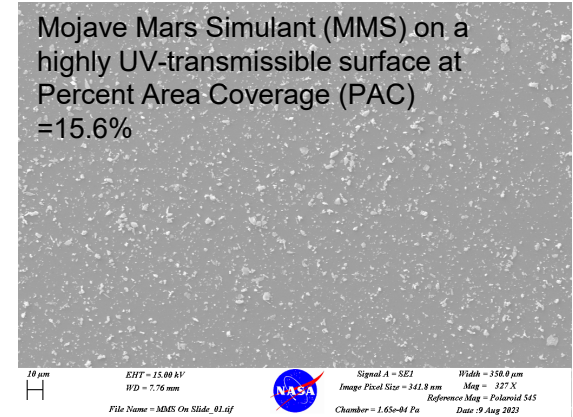 Mojave Mars Simulant (MMS) on a
highly UV-transmissible surface at
Percent Area Coverage (PAC)
=15.6%
10 µm
EHT = 15.00 kV
WD = 7.76 mm
File Name = MMS On Slide_01.tif
NASA
Signal A = SE1
Image Pixel Size = 341.8 nm
Chamber = 1.65e-04 Pa
Width = 350.0 µm
Mag = 327 X
Reference Mag = Polaroid 545
Date :9 Aug 2023